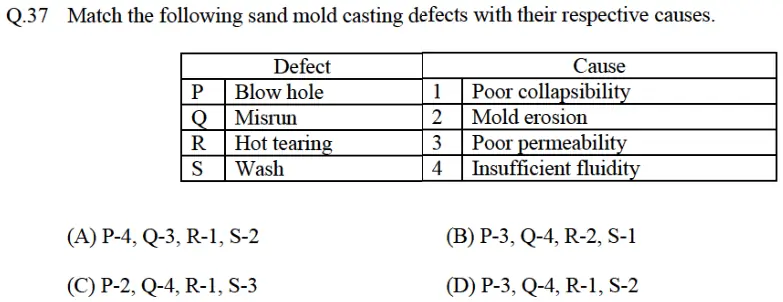 Q.37 Match the following sand mold casting defects with their respective causes.
Defect Cause
P Blow hole 1 Poor collapsibility
Q Misrun 2 Mold erosion
R Hot tearing 3 Poor permeability
S Wash 4 Insufficient fluidity
(A) P-4, Q-3, R-1, S-2 (B) P-3, Q-4, R-2, S-1
(C) P-2, Q-4, R-1, S-3 (D) P-3, Q-4, R-1, S-2